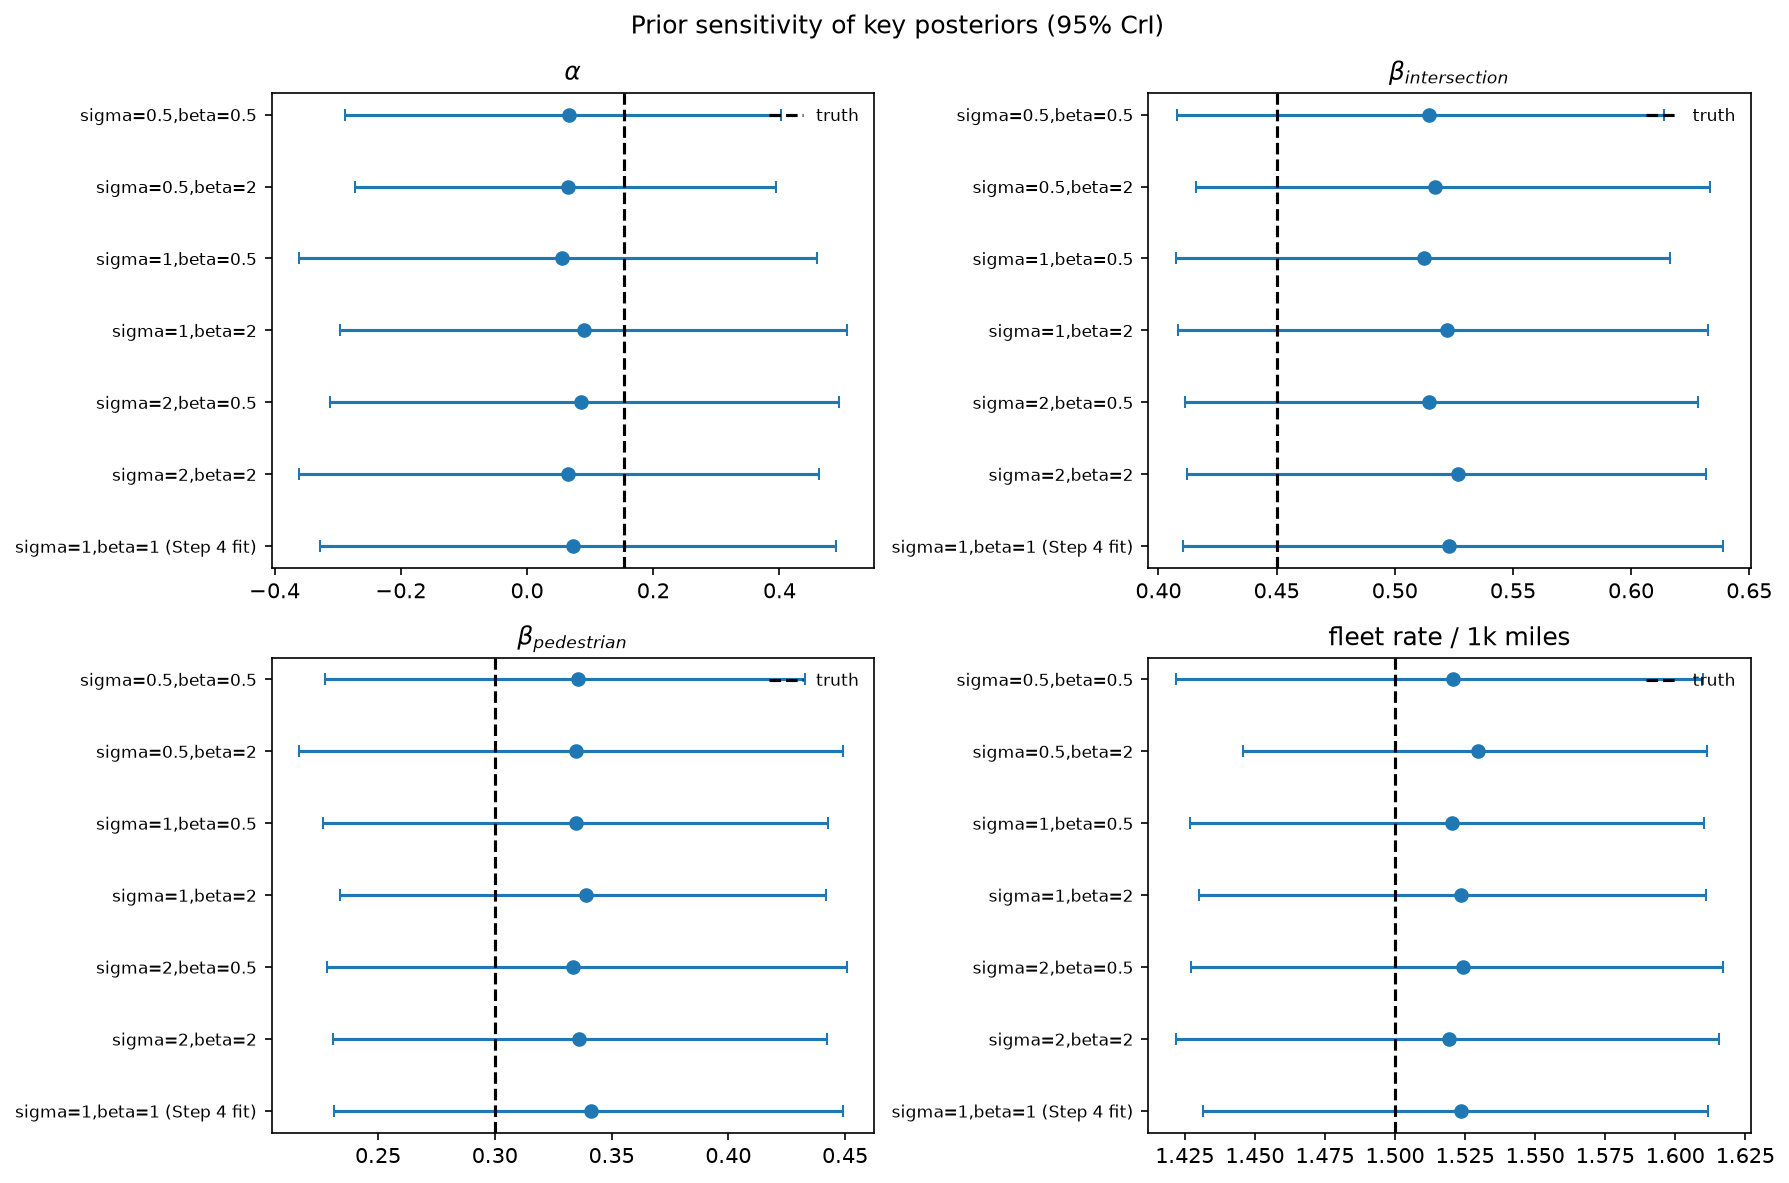 Prior sensitivity of key posteriors (95% CrI)
α
sigma=0.5,beta=0.5
sigma=0.5,beta=2
sigma=1,beta=0.5
sigma=1,beta=2
sigma=2,beta=0.5
sigma=2,beta=2
sigma=1,beta=1 (Step 4 fit)
truth
−0.4 −0.2 0.0 0.2 0.4
β_intersection
sigma=0.5,beta=0.5
sigma=0.5,beta=2
sigma=1,beta=0.5
sigma=1,beta=2
sigma=2,beta=0.5
sigma=2,beta=2
sigma=1,beta=1 (Step 4 fit)
truth
0.40 0.45 0.50 0.55 0.60 0.65
β_pedestrian
sigma=0.5,beta=0.5
sigma=0.5,beta=2
sigma=1,beta=0.5
sigma=1,beta=2
sigma=2,beta=0.5
sigma=2,beta=2
sigma=1,beta=1 (Step 4 fit)
truth
0.25 0.30 0.35 0.40 0.45
fleet rate / 1k miles
sigma=0.5,beta=0.5
sigma=0.5,beta=2
sigma=1,beta=0.5
sigma=1,beta=2
sigma=2,beta=0.5
sigma=2,beta=2
sigma=1,beta=1 (Step 4 fit)
truth
1.425 1.450 1.475 1.500 1.525 1.550 1.575 1.600 1.625